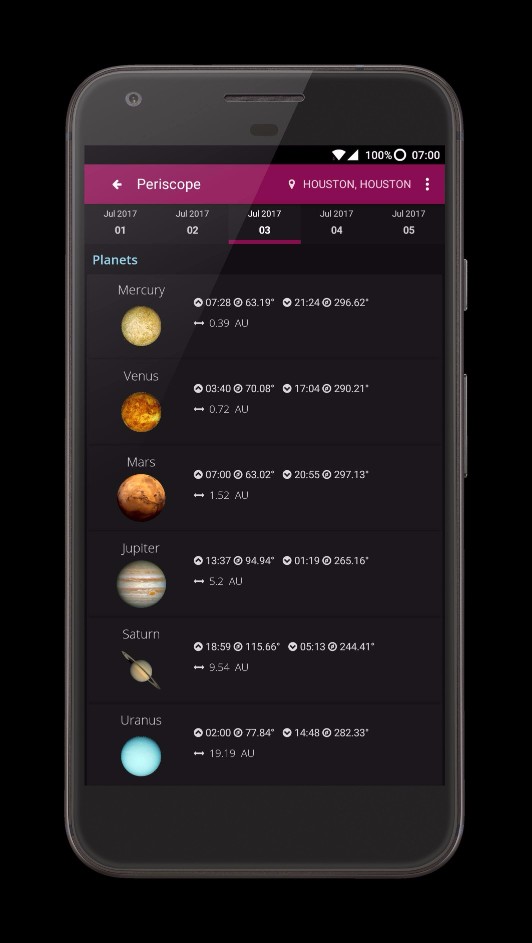 100% 07:00
Periscope HOUSTON, HOUSTON
Jul 2017 Jul 2017 Jul 2017 Jul 2017 Jul 2017
01 02 03 04 05
Planets
Mercury
07:28 63.19° 21:24 296.62°
0.39 AU
Venus
03:40 70.08° 17:04 290.21°
0.72 AU
Mars
07:00 63.02° 20:55 297.13°
1.52 AU
Jupiter
13:37 94.94° 01:19 265.16°
5.2 AU
Saturn
18:59 115.66° 05:13 244.41°
9.54 AU
Uranus
02:00 77.84° 14:48 282.33°
19.19 AU